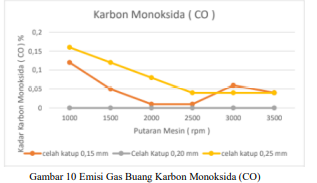 Karbon Monoksida ( CO )
Kadar Karbon Monoksida ( CO ) %
0,2
0,15
0,1
0,05
0
1000 1500 2000 2500 3000 3500
Putaran Mesin ( rpm )
celah katup 0,15 mm Celah Katup 0,20 mm celah katup 0,25 mm
Gambar 10 Emisi Gas Buang Karbon Monoksida (CO)